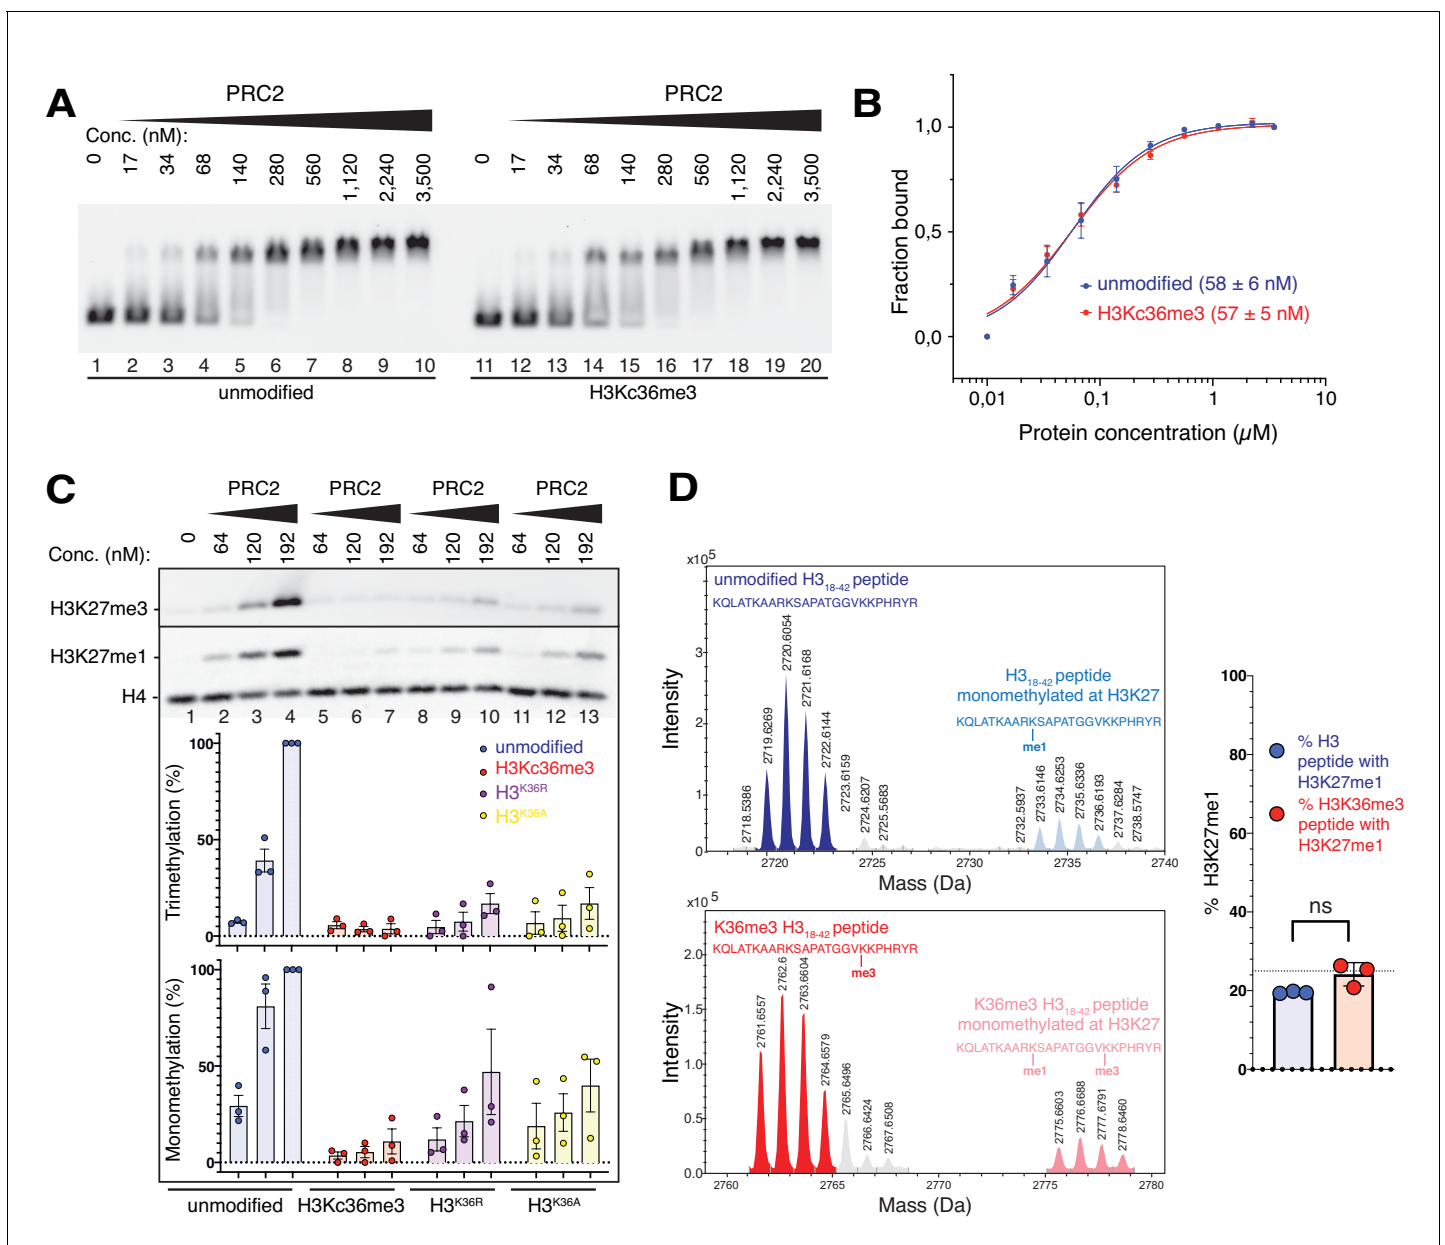 A
PRC2
PRC2
Conc. (nM):
0 17 34 68 140 280 560 1,120 2,240 3,500
0 17 34 68 140 280 560 1,120 2,240 3,500
1 2 3 4 5 6 7 8 9 10
11 12 13 14 15 16 17 18 19 20
unmodified
H3Kc36me3
B
Fraction bound
1,0
0,5
0,0
unmodified (58 ± 6 nM)
H3Kc36me3 (57 ± 5 nM)
0,01 0,1 1 10
Protein concentration (µM)
C
PRC2 PRC2 PRC2 PRC2
Conc. (nM):
0 64 120 192 64 120 192 64 120 192 64 120 192
H3K27me3
H3K27me1
H4
1 2 3 4 5 6 7 8 9 10 11 12 13
Trimethylation (%)
100
50
0
unmodified
H3Kc36me3
H3K36R
H3K36A
Monomethylation (%)
100
50
0
unmodified H3Kc36me3 H3K36R H3K36A
D
x105
unmodified H318-42 peptide
KQLATKAARKSAPATGGVKKPHRYR
Intensity
3
2
1
0
2718.5386
2719.6269
2720.6054
2721.6168
2722.6144
2723.6159
2724.6207
2725.5683
H318-42 peptide
monomethylated at H3K27
KQLATKAARKSAPATGGVKKPHRYR
me1
2732.5937
2733.6146
2734.6253
2735.6336
2736.6193
2737.6284
2738.5747
2720 2725 2730 2735 2740
Mass (Da)
x105
K36me3 H318-42 peptide
KQLATKAARKSAPATGGVKKPHRYR
me3
Intensity
2.0
1.5
1.0
0.5
0.0
2761.6557
2762.6
2763.6604
2764.6579
2765.6496
2766.6424
2767.6508
K36me3 H318-42 peptide
monomethylated at H3K27
KQLATKAARKSAPATGGVKKPHRYR
me1 me3
2775.6603
2776.6688
2777.6791
2778.6460
2760 2765 2770 2775 2780
Mass (Da)
% H3K27me1
100
80
60
40
20
0
% H3
peptide with
H3K27me1
% H3K36me3
peptide with
H3K27me1
ns